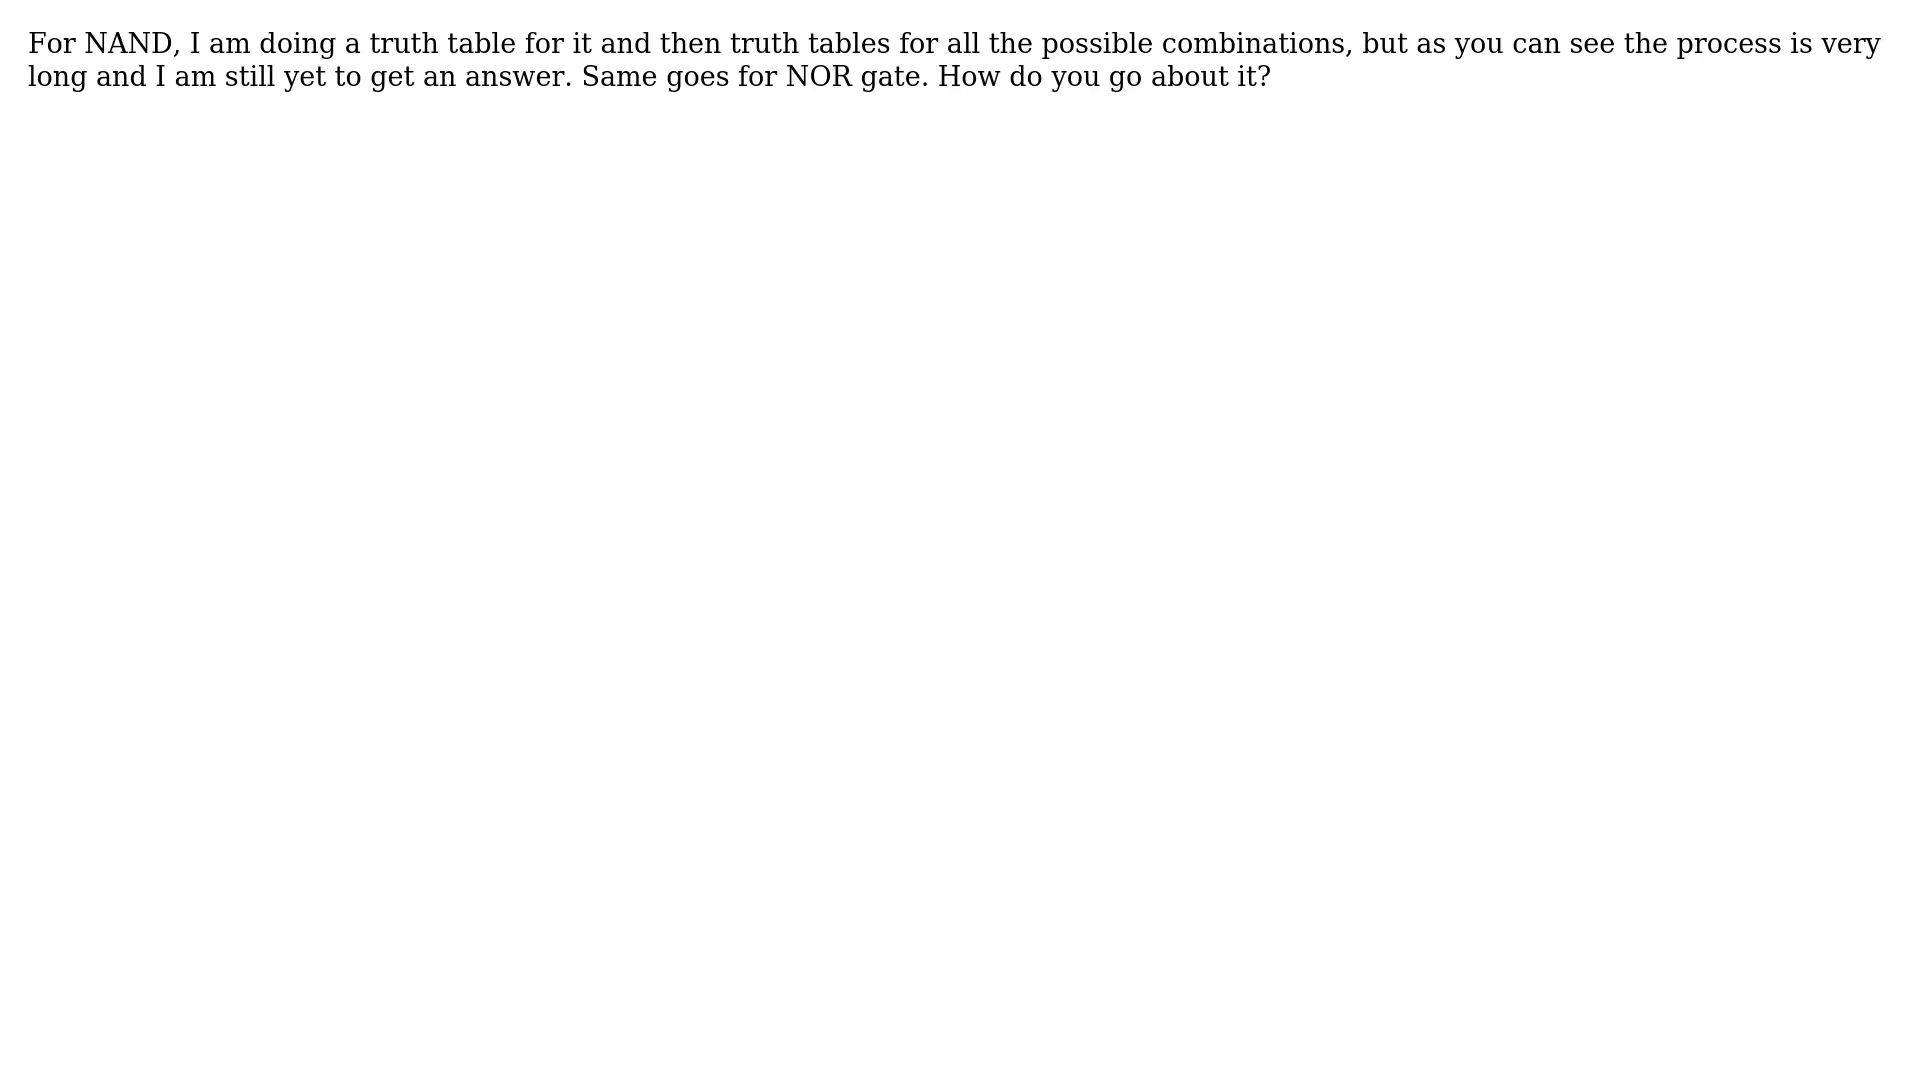 For NAND, I am doing a truth table for it and then truth tables for all the possible combinations, but as you can see the process is very
long and I am still yet to get an answer. Same goes for NOR gate. How do you go about it?